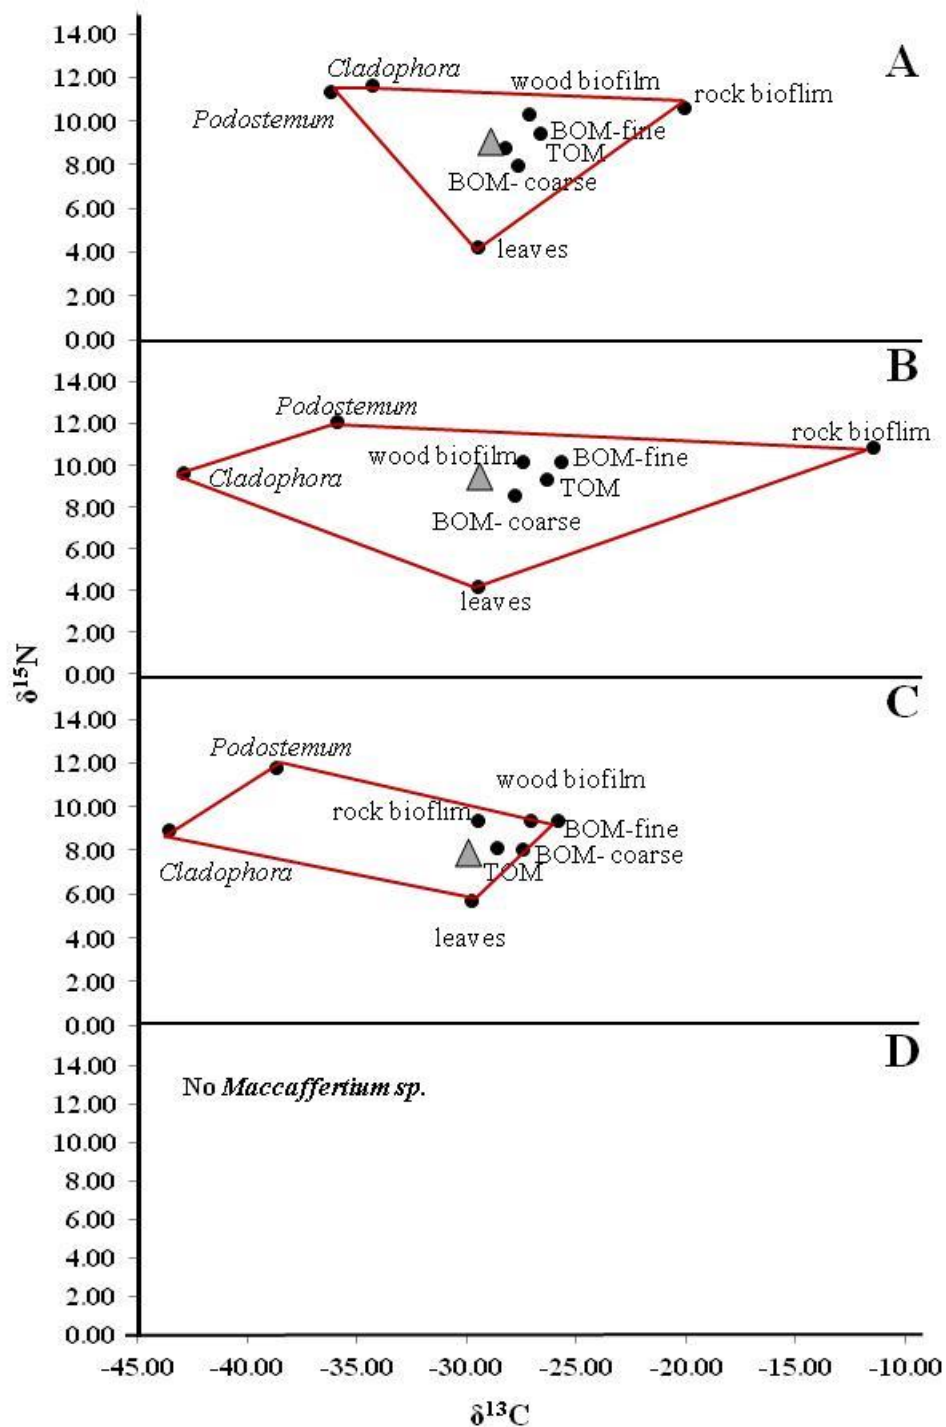 14.00
12.00
10.00
8.00
6.00
4.00
2.00
0.00
A
Cladophora
wood biofilm
rock bioflim
Podostemum
BOM-fine
TOM
BOM- coarse
leaves
14.00
12.00
10.00
8.00
6.00
4.00
2.00
0.00
B
Podostemum
rock bioflim
wood biofilm
BOM-fine
Cladophora
TOM
BOM- coarse
leaves
δ15N
14.00
12.00
10.00
8.00
6.00
4.00
2.00
0.00
C
Podostemum
wood biofilm
rock bioflim
BOM-fine
BOM- coarse
Cladophora
TOM
leaves
14.00
12.00
10.00
8.00
6.00
4.00
2.00
0.00
D
No Maccaffertium sp.
-45.00 -40.00 -35.00 -30.00 -25.00 -20.00 -15.00 -10.00
δ13C